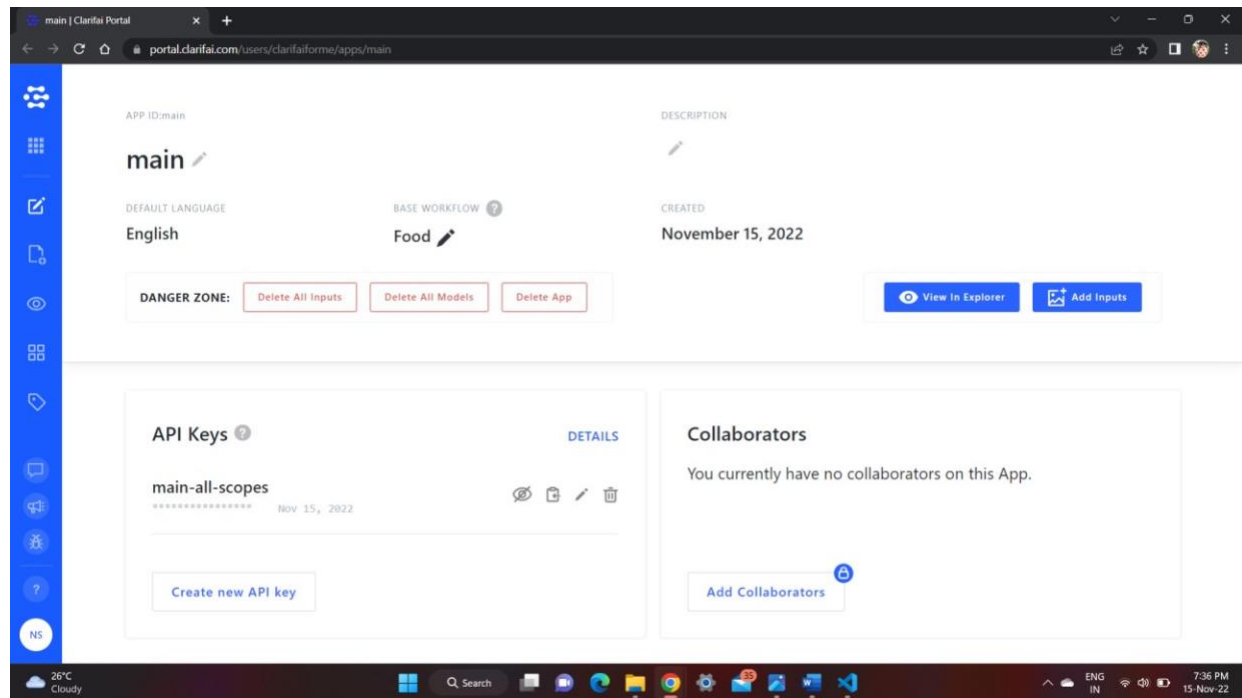 main | Clarifai Portal
portal.clarifai.com/users/clarifaiforme/apps/main
APP ID:main
DESCRIPTION
main
DEFAULT LANGUAGE
BASE WORKFLOW ?
CREATED
English
Food
November 15, 2022
DANGER ZONE: Delete All Inputs Delete All Models Delete App
View In Explorer Add Inputs
API Keys ?
DETAILS
main-all-scopes
**************** Nov 15, 2022
Create new API key
Collaborators
You currently have no collaborators on this App.
Add Collaborators
?
NS
26°C
Cloudy
Search
35
ENG
IN
7:36 PM
15-Nov-22